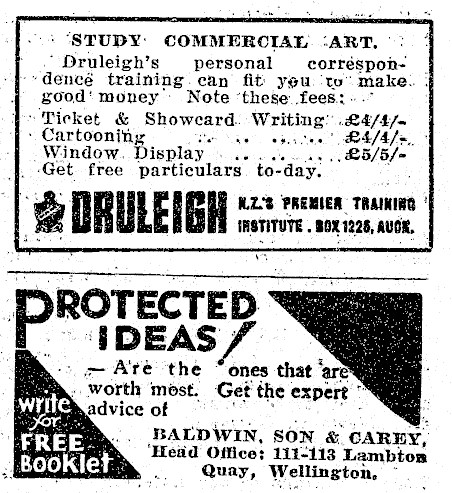 STUDY COMMERCIAL ART.
Druleigh's personal correspon-
dence training can fit you to make
good money Note these fees:
Ticket & Showcard Writing £4/4/-
Cartooning .. .. .. .. £4/4/-
Window Display .. .. .. £5/5/-
Get free particulars to-day.
DRULEIGH N.Z.'S PREMIER TRAINING
INSTITUTE. BOX 1225, AUCK.
PROTECTED
IDEAS!
— Are the ones that are
worth most. Get the expert
advice of
write
for
FREE
BOOKLET
BALDWIN, SON & CAREY,
Head Office: 111-113 Lambton
Quay, Wellington.